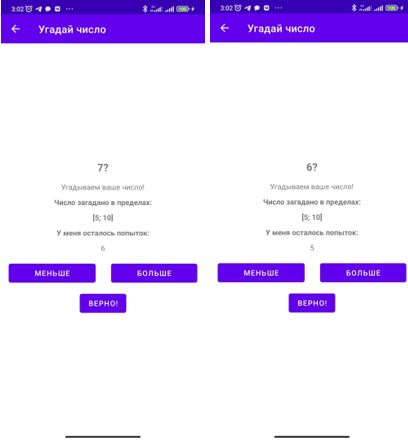 3:02
Угадай число
7?
Угадываем ваше число!
Число загадано в пределах:
[5; 10]
У меня осталось попыток:
6
МЕНЬШЕ БОЛЬШЕ
ВЕРНО!
3:02
Угадай число
6?
Угадываем ваше число!
Число загадано в пределах:
[5; 10]
У меня осталось попыток:
5
МЕНЬШЕ БОЛЬШЕ
ВЕРНО!